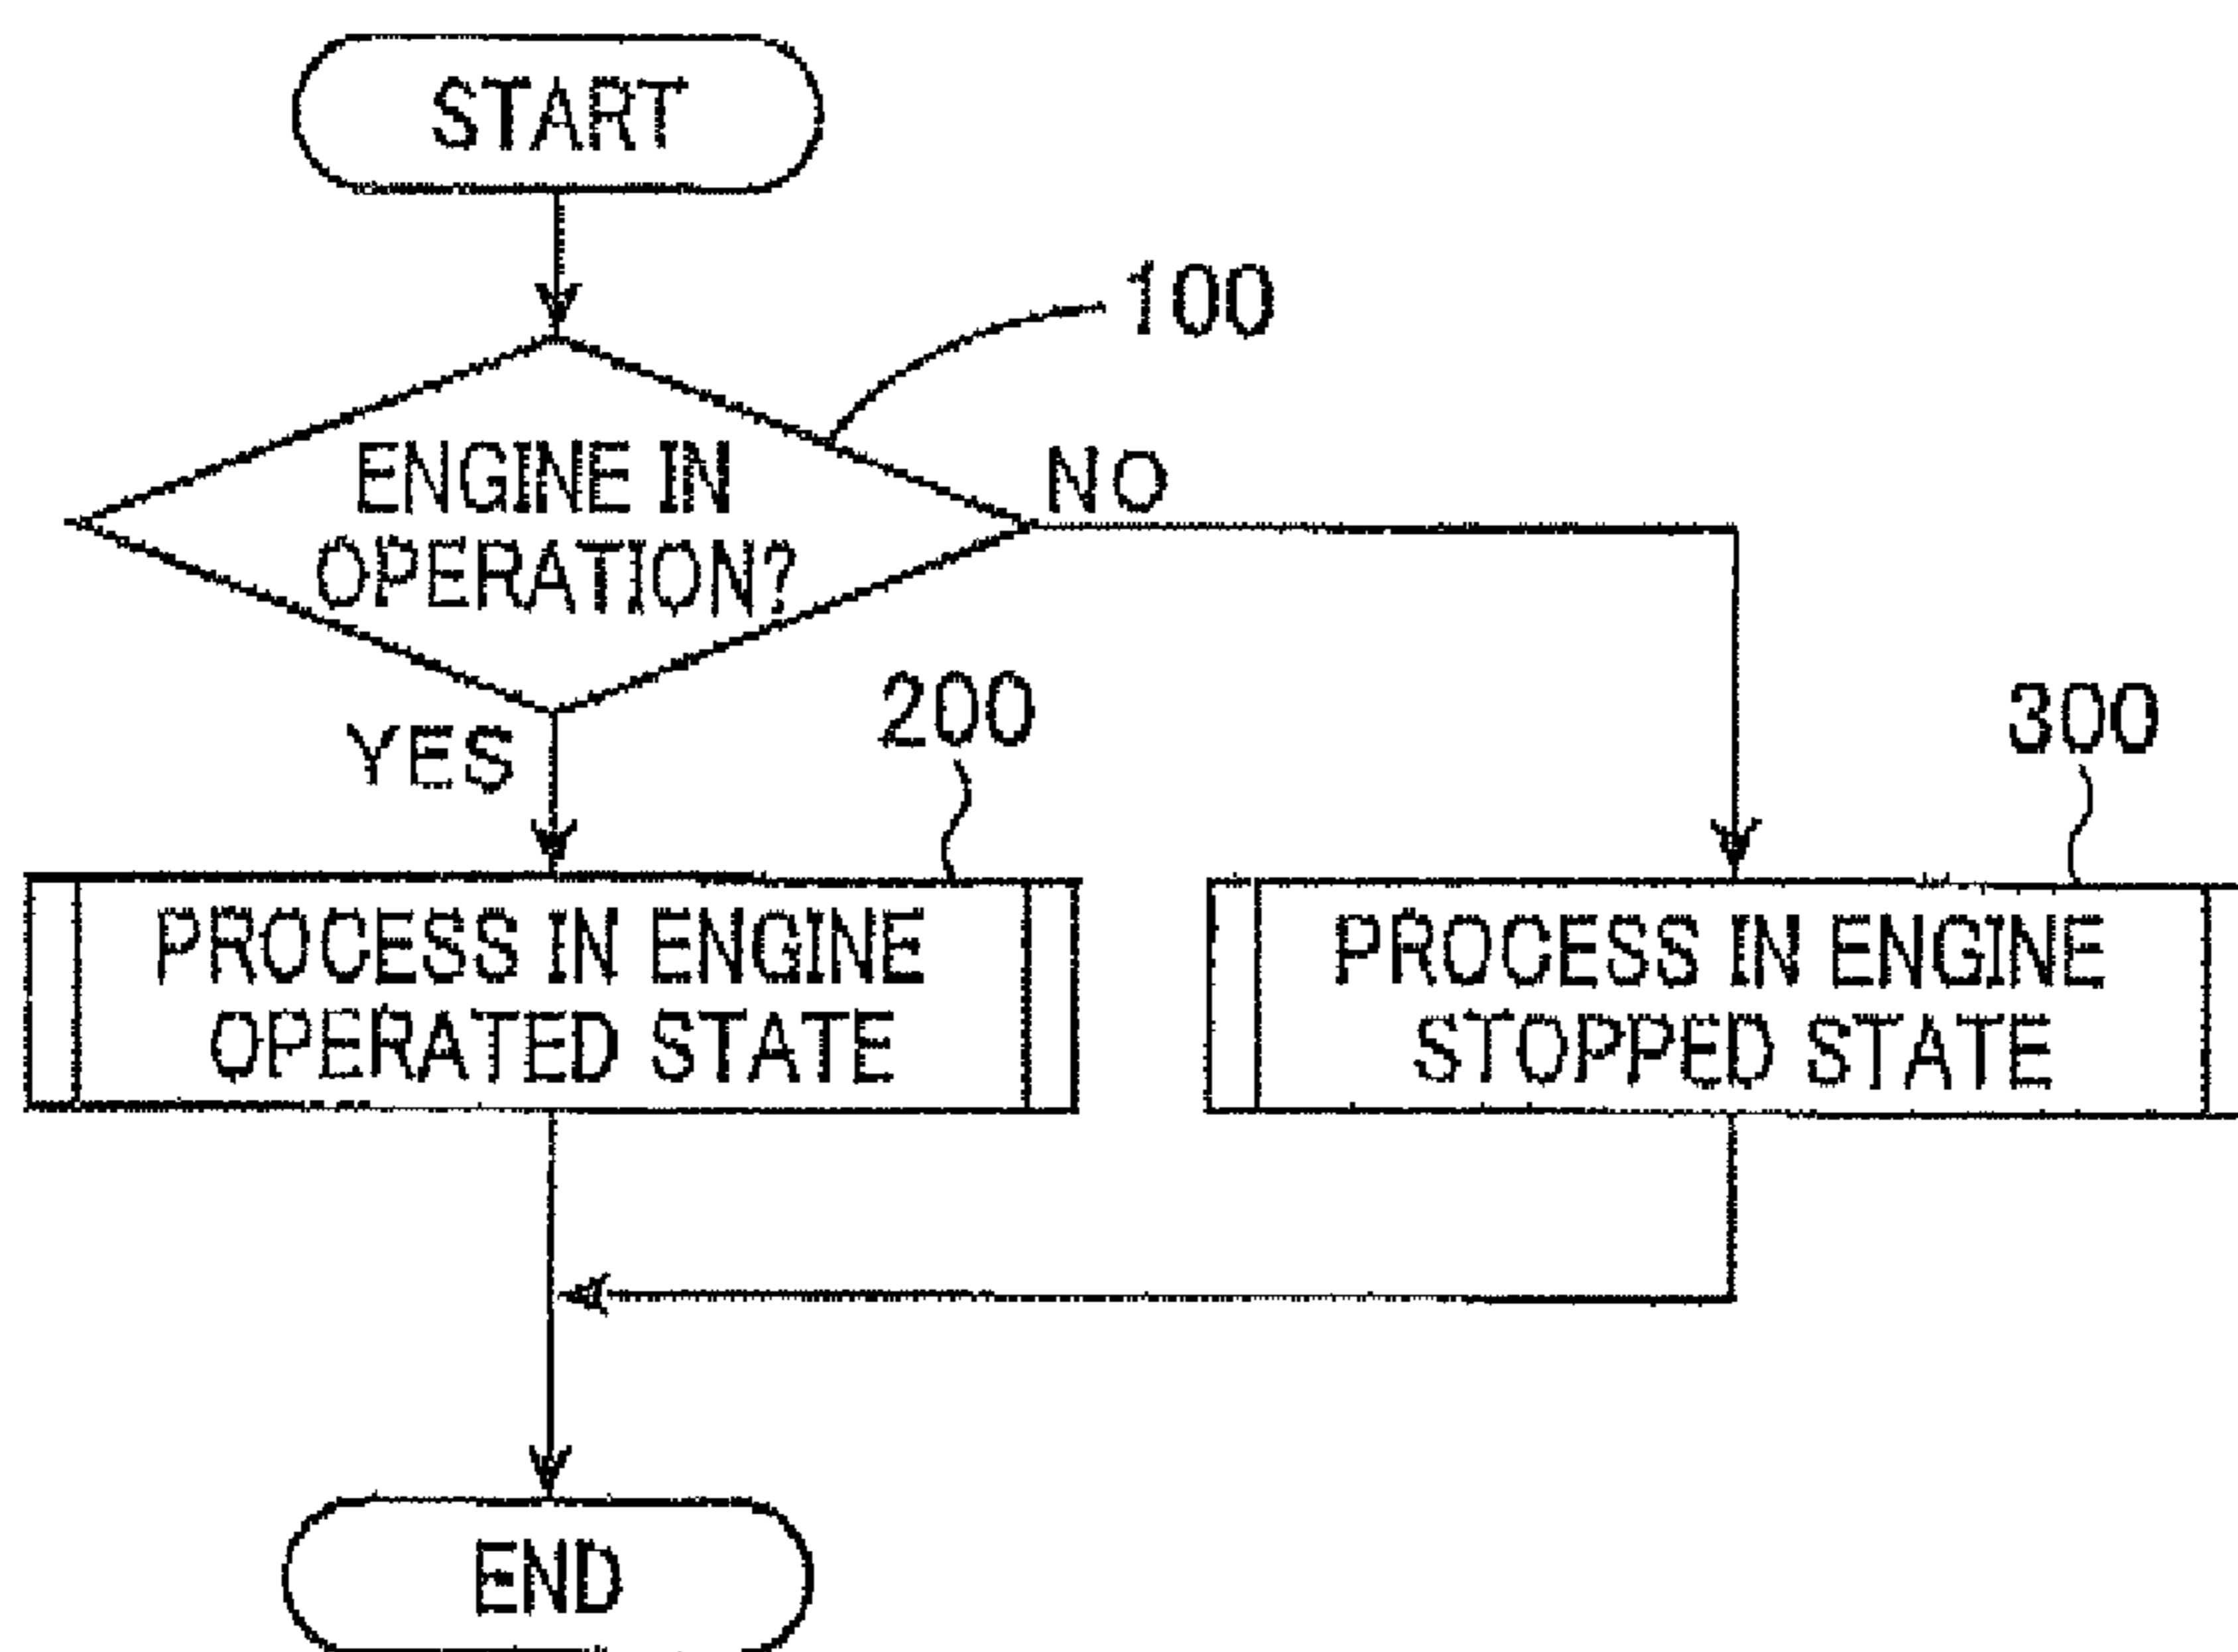 START
100
ENGINE IN
OPERATION?
NO
YES
200
300
PROCESS IN ENGINE
OPERATED STATE
PROCESS IN ENGINE
STOPPED STATE
END